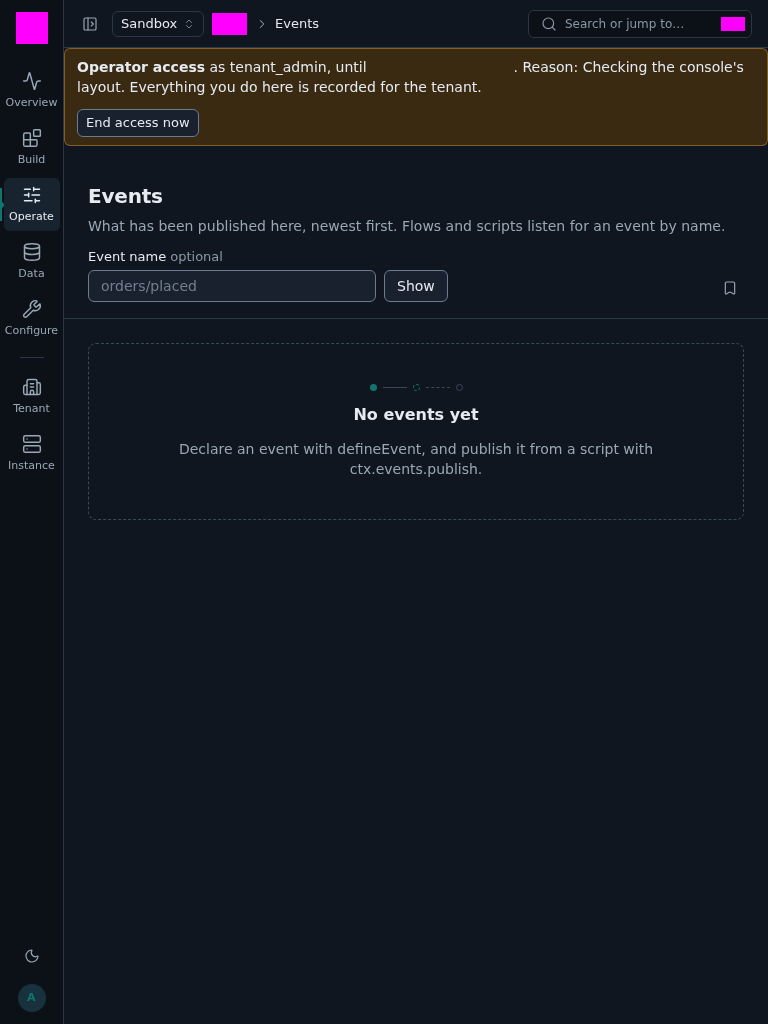 Sandbox
Events
Search or jump to…
Operator access as tenant_admin, until . Reason: Checking the console's
layout. Everything you do here is recorded for the tenant.
End access now
Overview
Build
Operate
Data
Configure
Tenant
Instance
Events
What has been published here, newest first. Flows and scripts listen for an event by name.
Event name optional
orders/placed
Show
No events yet
Declare an event with defineEvent, and publish it from a script with
ctx.events.publish.
A